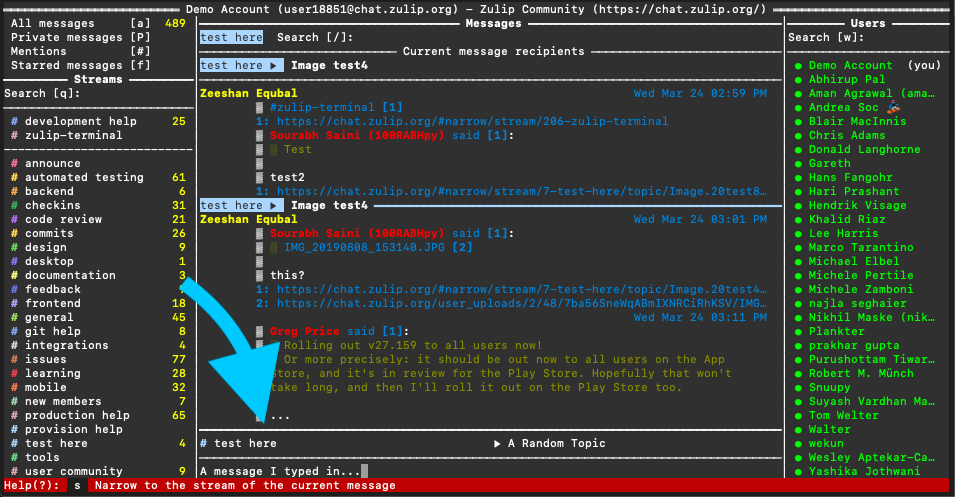 Demo Account (user18851@chat.zulip.org) – Zulip Community (https://chat.zulip.org/)
All messages [a] 489
Private messages [P]
Mentions [#]
Starred messages [f]
Streams
Search [q]:
# development help 25
# zulip-terminal
# announce
# automated testing 61
# backend 6
# checkins 31
# code review 21
# commits 26
# design 9
# desktop 1
# documentation 3
# feedback
# frontend 18
# general 45
# git help 8
# integrations 4
# issues 77
# learning 28
# mobile 32
# new members 7
# production help 65
# provision help
# test here 4
# tools
# user community 9
Messages
test here Search [/]:
Current message recipients
test here ▶ Image test4
Zeeshan Equbal Wed Mar 24 02:59 PM
#zulip-terminal [1]
1: https://chat.zulip.org/#narrow/stream/206-zulip-terminal
Sourabh Saini (100RABHpy) said [1]:
Test
test2
1: https://chat.zulip.org/#narrow/stream/7-test-here/topic/Image.20test8…
test here ▶ Image test4
Zeeshan Equbal Wed Mar 24 03:01 PM
Sourabh Saini (100RABHpy) said [1]:
IMG_20190808_153140.JPG [2]
this?
1: https://chat.zulip.org/#narrow/stream/7-test-here/topic/Image.20test4…
2: https://chat.zulip.org/user_uploads/2/48/7ba56SneWqABmIXNRCiRhKSV/IMG…
Wed Mar 24 03:11 PM
Greg Price said [1]:
Rolling out v27.159 to all users now!
Or more precisely: it should be out now to all users on the App
Store, and it's in review for the Play Store. Hopefully that won't
take long, and then I'll roll it out on the Play Store too.
...
# test here ▶ A Random Topic
A message I typed in...
Users
Search [w]:
Demo Account (you)
Abhirup Pal
Aman Agrawal (ama…
Andrea Soc
Blair MacInnis
Chris Adams
Donald Langhorne
Gareth
Hans Fangohr
Hari Prashant
Hendrik Visage
Khalid Riaz
Lee Harris
Marco Tarantino
Michael Elbel
Michele Pertile
Michele Zamboni
najla seghaier
Nikhil Maske (nik…
Plankter
prakhar gupta
Purushottam Tiwar…
Robert M. Münch
Snuupy
Suyash Vardhan Ma…
Tom Welter
Walter
wekun
Wesley Aptekar-Ca…
Yashika Jothwani
Help(?): s Narrow to the stream of the current message